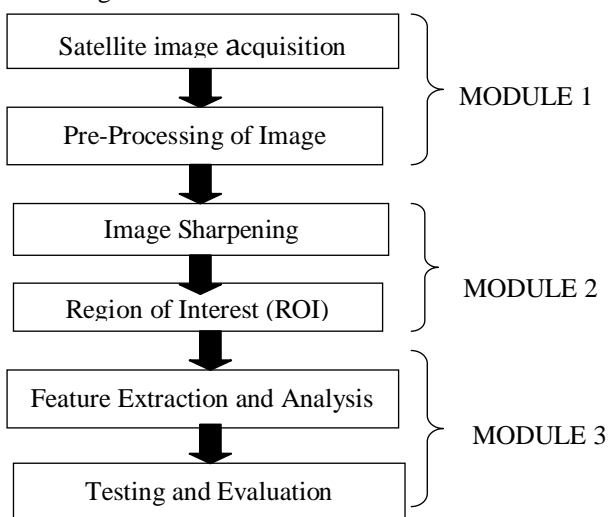 Satellite image acquisition
MODULE 1
Pre-Processing of Image
Image Sharpening
MODULE 2
Region of Interest (ROI)
Feature Extraction and Analysis
MODULE 3
Testing and Evaluation